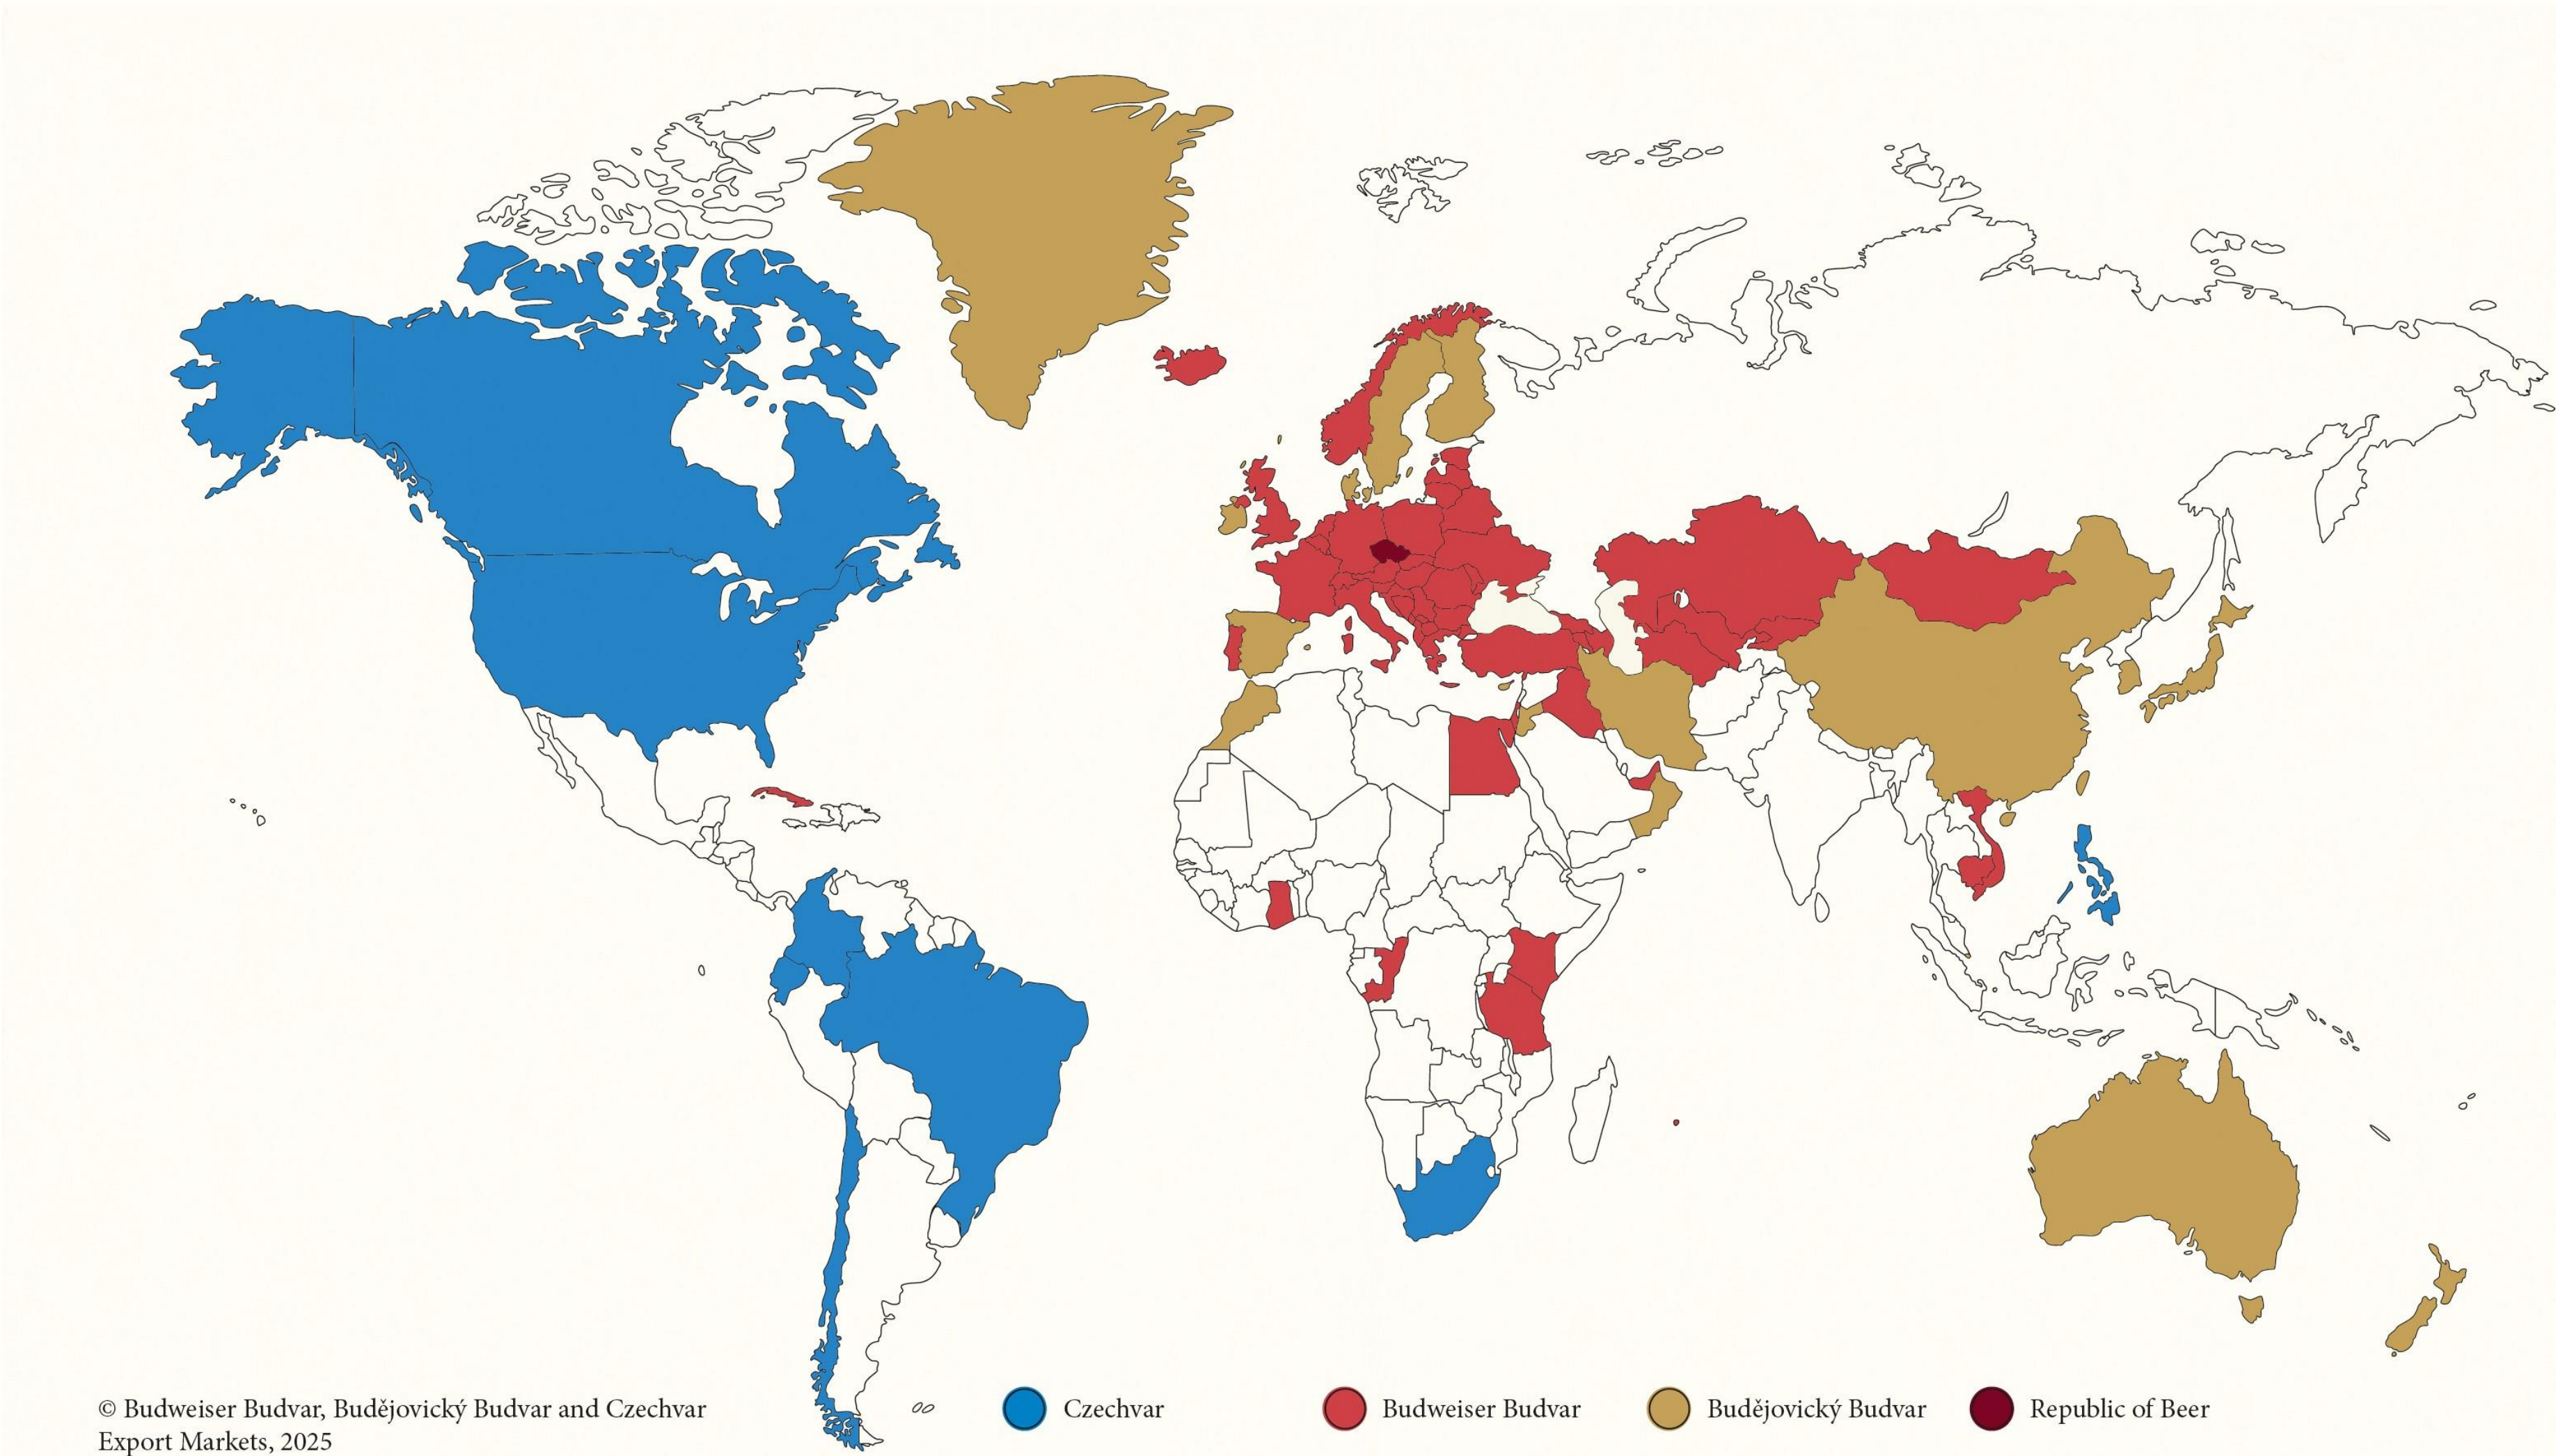 © Budweiser Budvar, Budějovický Budvar and Czechvar
Export Markets, 2025
Czechvar
Budweiser Budvar
Budějovický Budvar
Republic of Beer